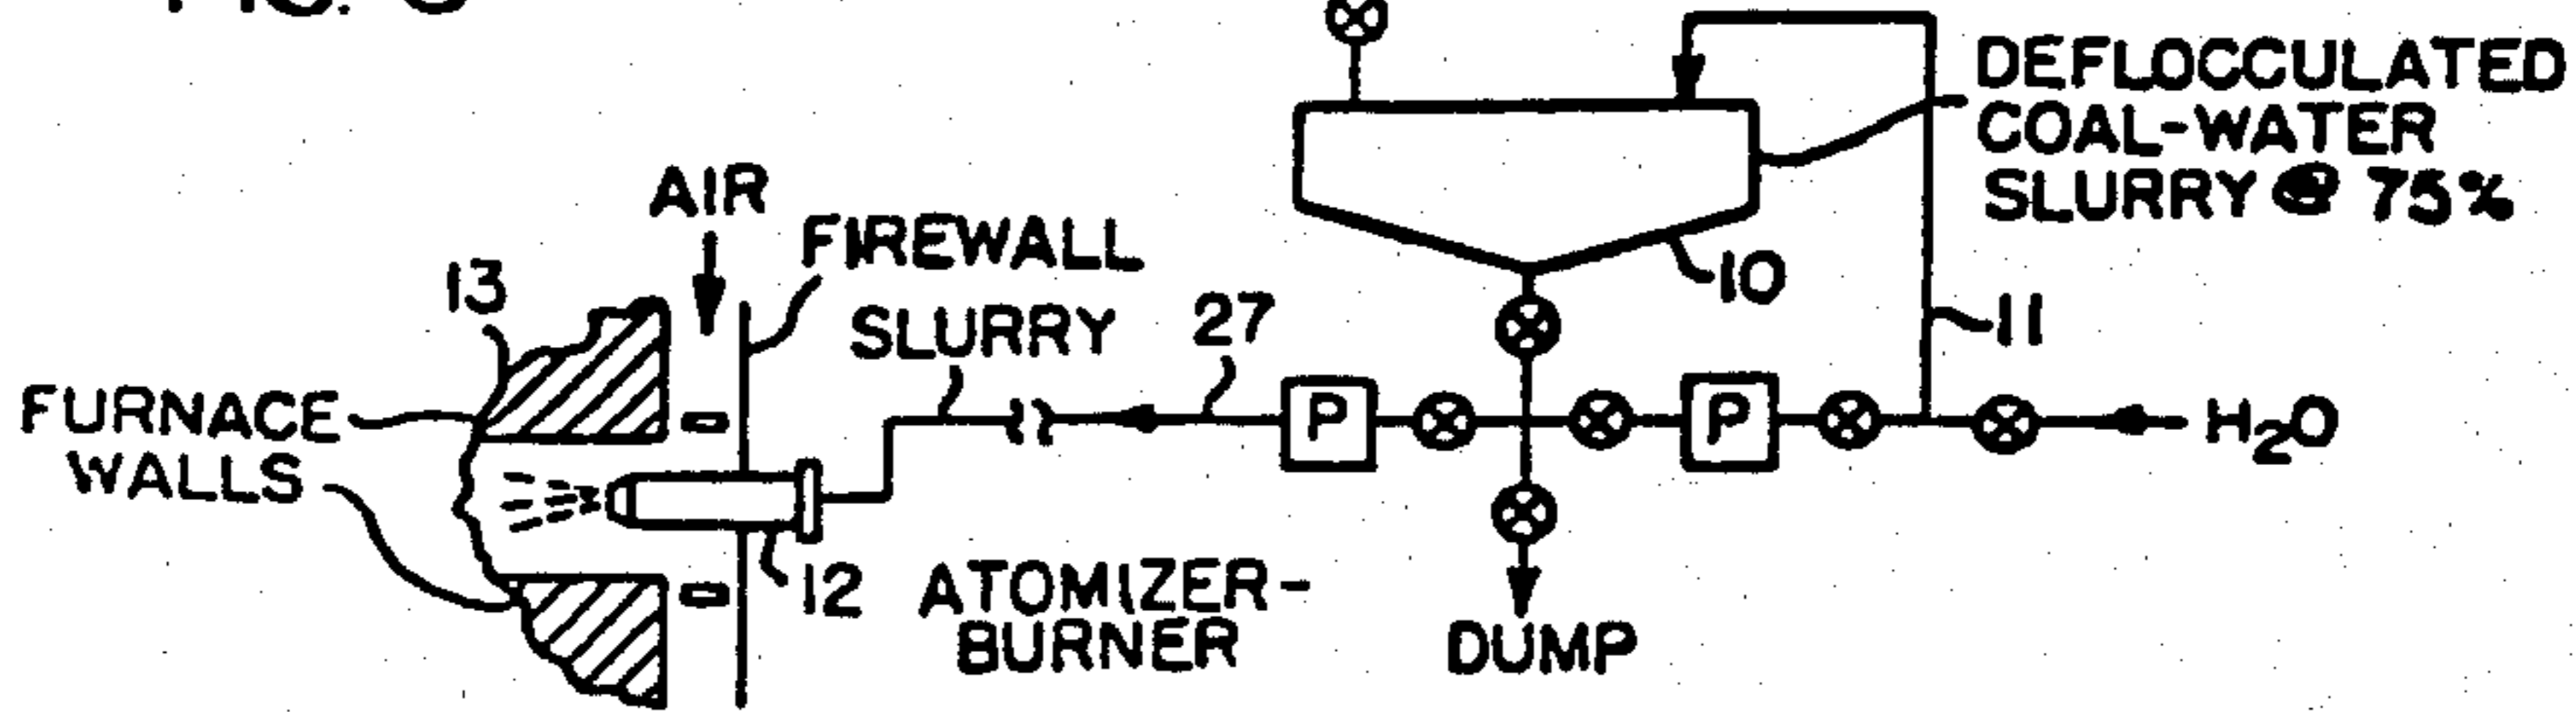 DEFLOCCULATED
COAL-WATER
SLURRY @ 75%
AIR
FIREWALL
13
SLURRY
27
10
11
FURNACE
WALLS
P
P
H2O
12
ATOMIZER-
BURNER
DUMP